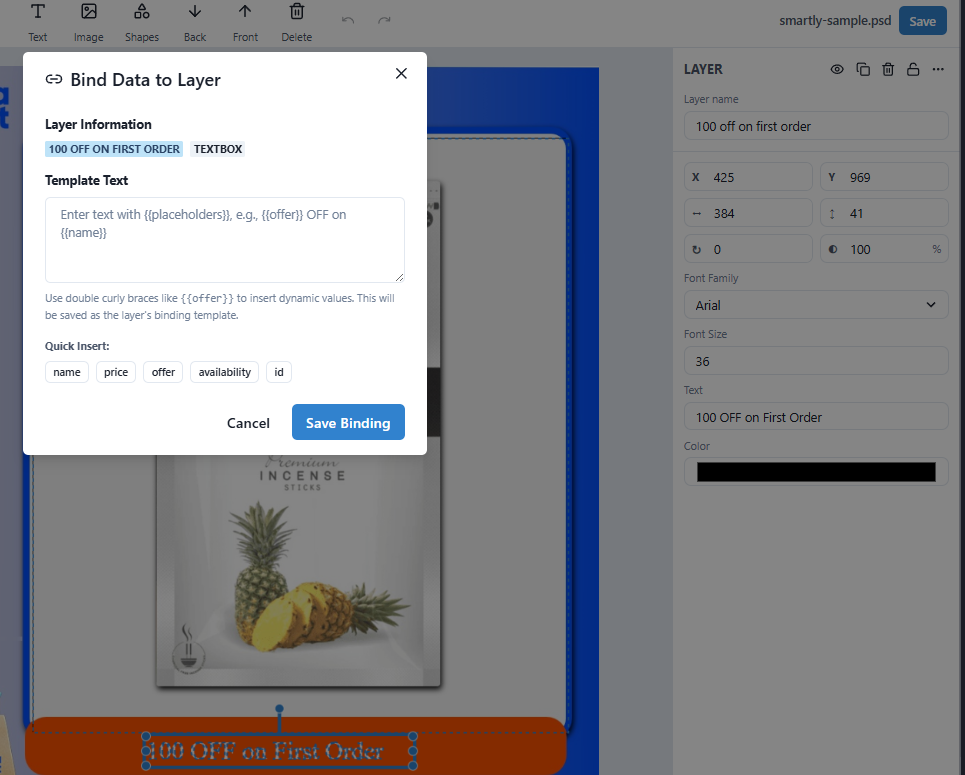 Text
Image
Shapes
Back
Front
Delete
smartly-sample.psd
Save
Bind Data to Layer
Layer Information
100 OFF ON FIRST ORDER TEXTBOX
Template Text
Enter text with {{placeholders}}, e.g., {{offer}} OFF on
{{name}}
Use double curly braces like {{offer}} to insert dynamic values. This will
be saved as the layer's binding template.
Quick Insert:
name
price
offer
availability
id
Cancel
Save Binding
LAYER
Layer name
100 off on first order
X 425
Y 969
384
41
0
100 %
Font Family
Arial
Font Size
36
Text
100 OFF on First Order
Color
Premium
INCENSE
STICKS
100 OFF on First Order